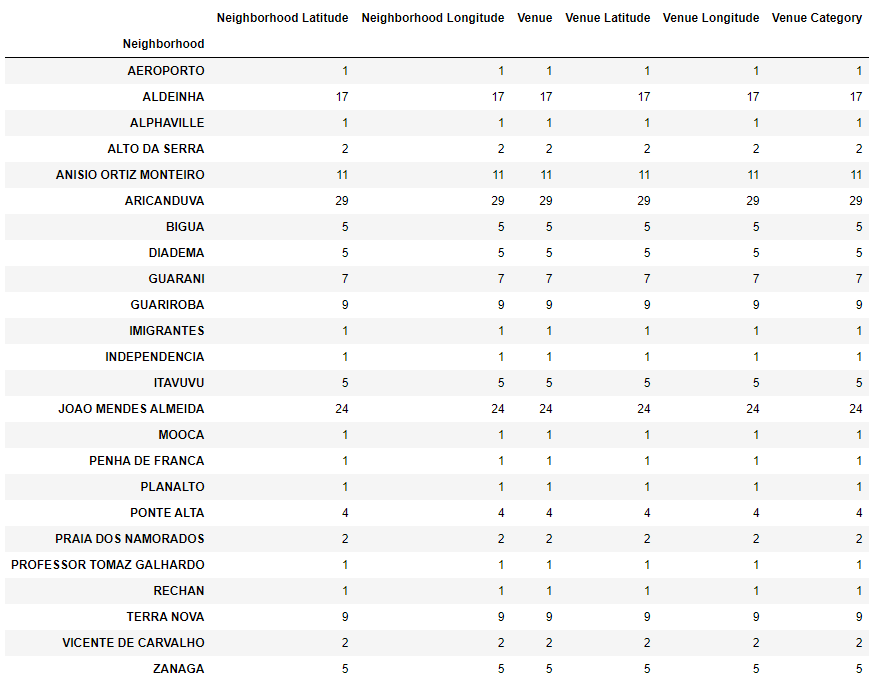 Neighborhood Latitude Neighborhood Longitude Venue Venue Latitude Venue Longitude Venue Category
Neighborhood
AEROPORTO 1 1 1 1 1 1
ALDEINHA 17 17 17 17 17 17
ALPHAVILLE 1 1 1 1 1 1
ALTO DA SERRA 2 2 2 2 2 2
ANISIO ORTIZ MONTEIRO 11 11 11 11 11 11
ARICANDUVA 29 29 29 29 29 29
BIGUA 5 5 5 5 5 5
DIADEMA 5 5 5 5 5 5
GUARANI 7 7 7 7 7 7
GUARIROBA 9 9 9 9 9 9
IMIGRANTES 1 1 1 1 1 1
INDEPENDENCIA 1 1 1 1 1 1
ITAVUVU 5 5 5 5 5 5
JOAO MENDES ALMEIDA 24 24 24 24 24 24
MOOCA 1 1 1 1 1 1
PENHA DE FRANCA 1 1 1 1 1 1
PLANALTO 1 1 1 1 1 1
PONTE ALTA 4 4 4 4 4 4
PRAIA DOS NAMORADOS 2 2 2 2 2 2
PROFESSOR TOMAZ GALHARDO 1 1 1 1 1 1
RECHAN 1 1 1 1 1 1
TERRA NOVA 9 9 9 9 9 9
VICENTE DE CARVALHO 2 2 2 2 2 2
ZANAGA 5 5 5 5 5 5